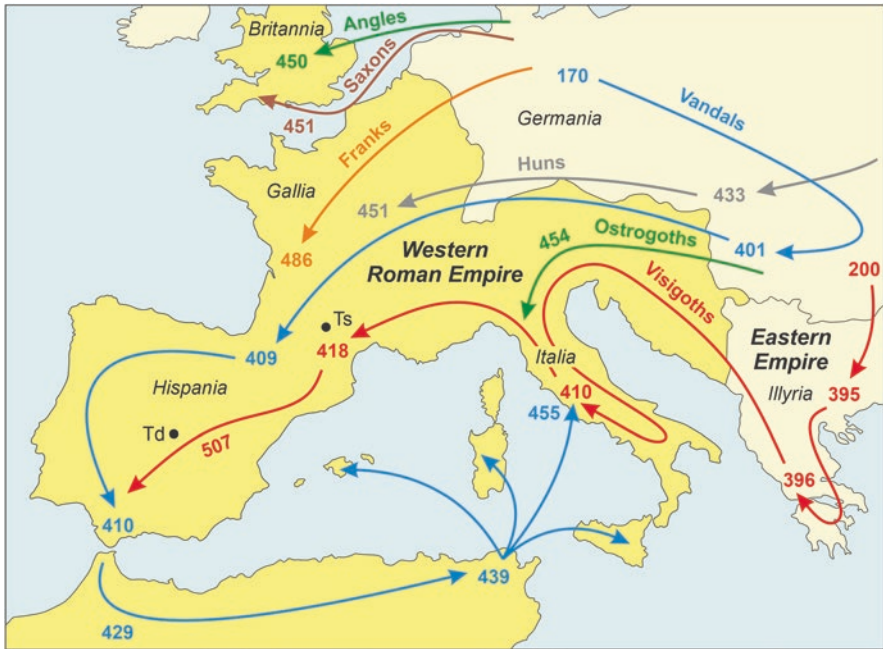 Britannia
Angles
450
Saxons
451
170
Vandals
Germania
Franks
Huns
Gallia
451
433
486
454
Ostrogoths
401
Western
Roman Empire
Visigoths
200
Ts
418
409
Italia
410
Eastern
Empire
Illyria
395
Hispania
Td
507
455
396
410
439
429